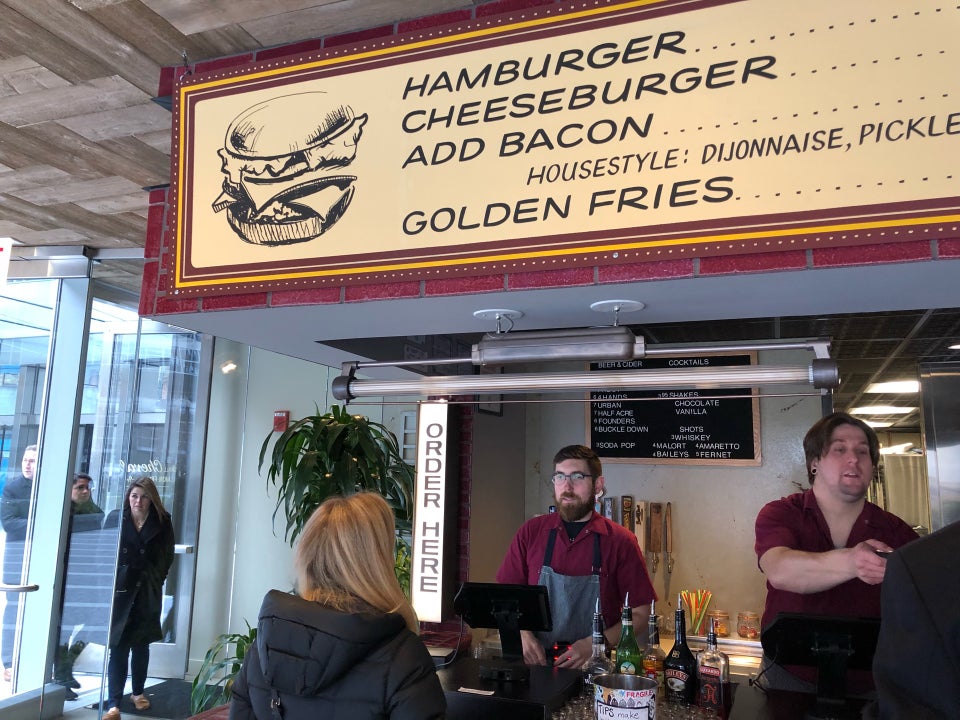 HAMBURGER
CHEESEBURGER
ADD BACON
HOUSESTYLE: DIJONNAISE, PICKLE
GOLDEN FRIES
BEER & CIDER COCKTAILS
HANDS SHAKES
URBAN CHOCOLATE
HALF ACRE VANILLA
FOUNDERS
BUCKLE DOWN SHOTS
WHISKEY
SODA POP MALORT AMARETTO
BAILEYS FERNET
ORDER HERE
FRAGILE
TIPS make